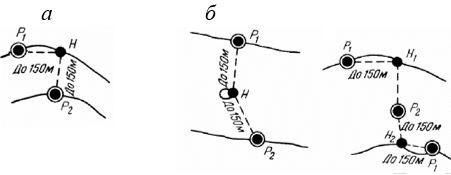 а
б
P₁
H
До 150м
До 150м
P₂
P₁
До 150м
H
До 150м
P₂
P₁
H₁
До 150м
P₂
До 150м
H₂
До 150м
P₁